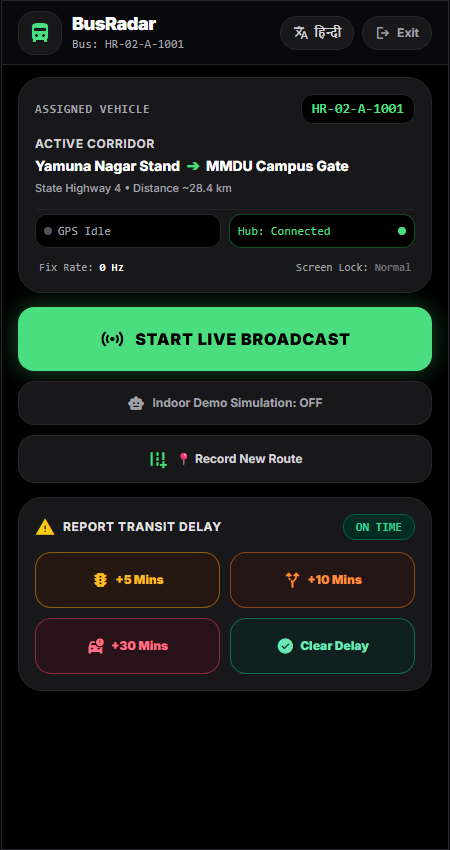 BusRadar
Bus: HR-02-A-1001
हिन्दी
Exit
ASSIGNED VEHICLE
HR-02-A-1001
ACTIVE CORRIDOR
Yamuna Nagar Stand ➔ MMDU Campus Gate
State Highway 4 • Distance ~28.4 km
GPS Idle
Hub: Connected
Fix Rate: 0 Hz
Screen Lock: Normal
START LIVE BROADCAST
Indoor Demo Simulation: OFF
📍 Record New Route
REPORT TRANSIT DELAY
ON TIME
+5 Mins
+10 Mins
+30 Mins
Clear Delay